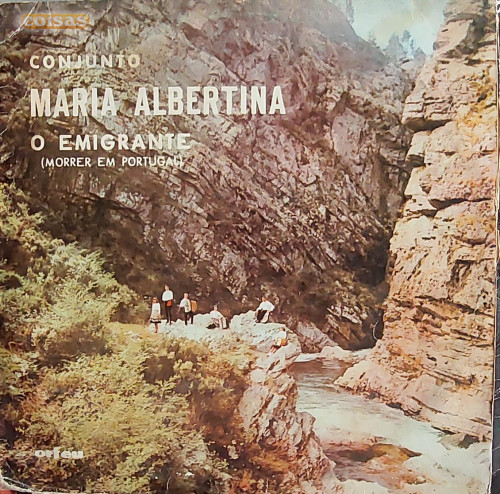 coisas
CONJUNTO
MARIA ALBERTINA
O EMIGRANTE
(MORRER EM PORTUGAL)
orfeu